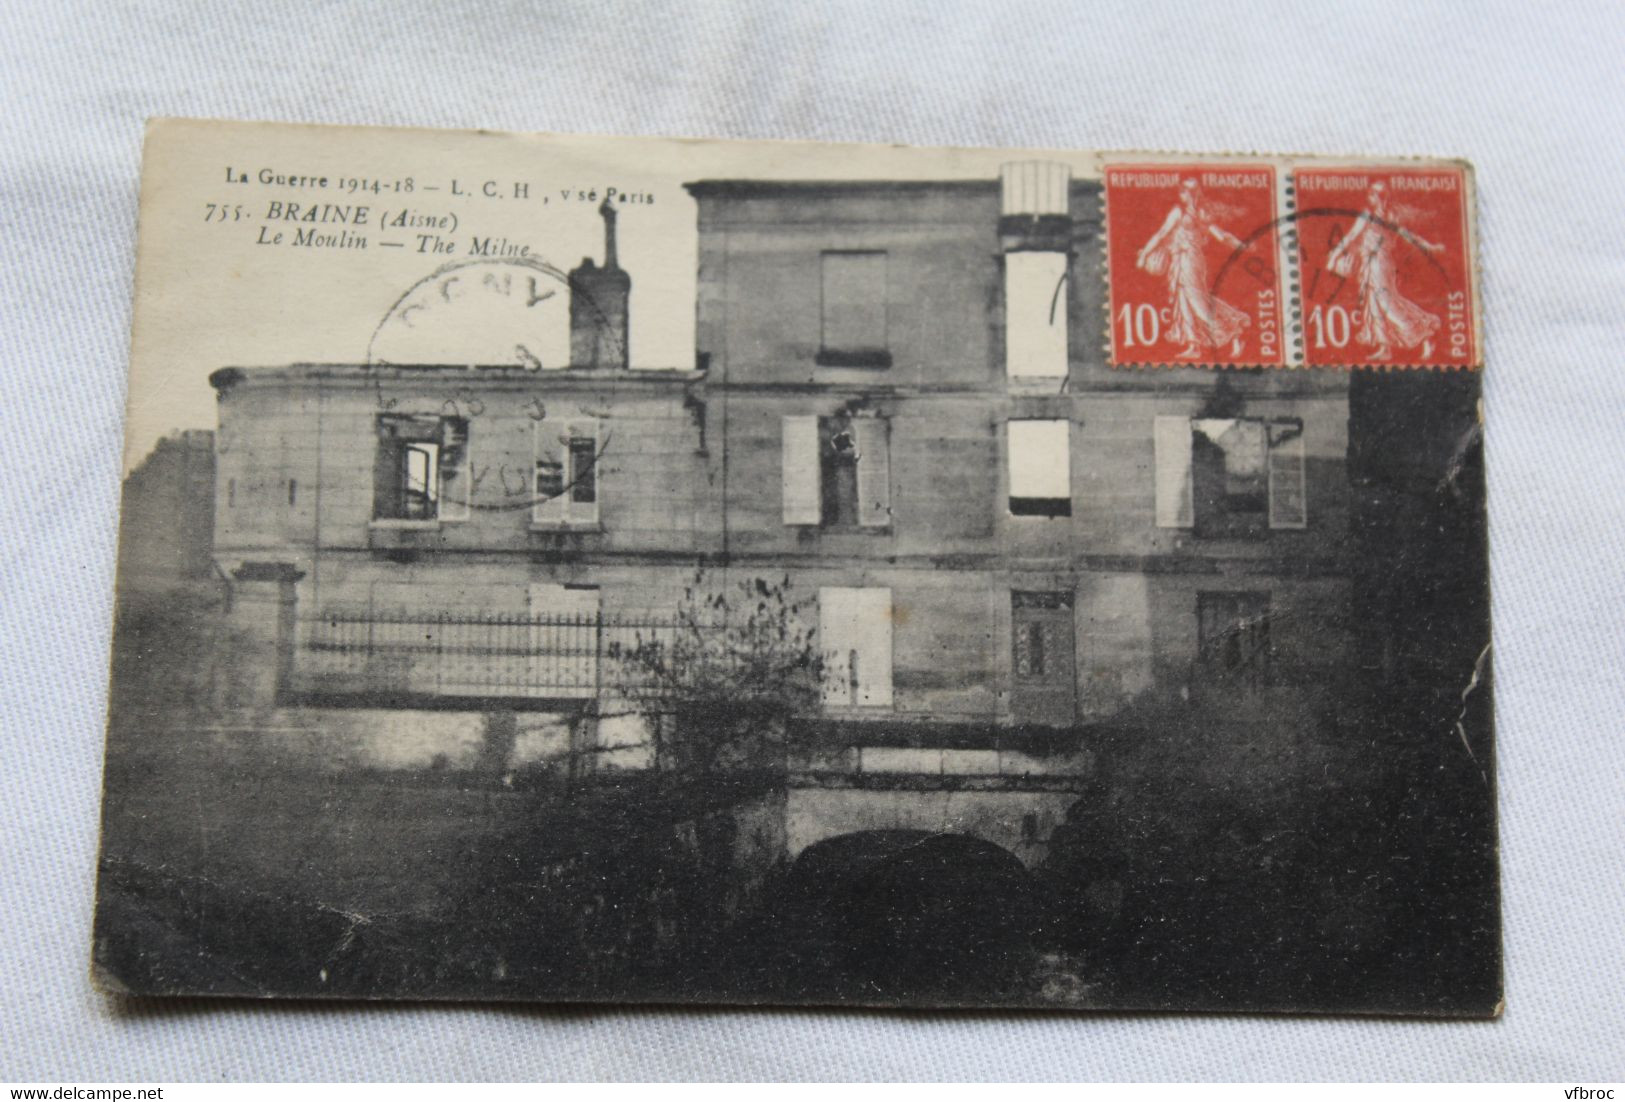 La Guerre 1914-18 — L. C. H , v sé Paris
755. BRAINE (Aisne)
Le Moulin — The Milne
REPUBLIQUE FRANÇAISE
10c POSTES
REPUBLIQUE FRANÇAISE
10c POSTES
delcampe.net
vfbroc